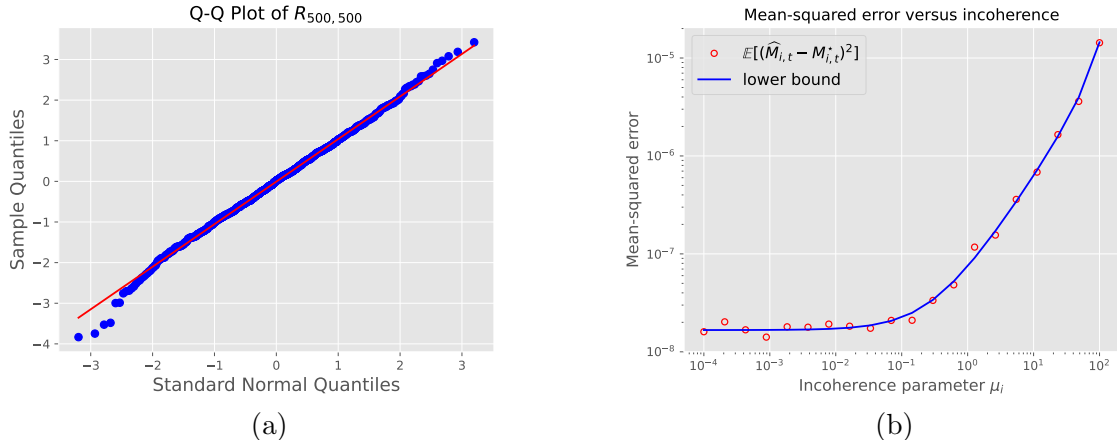 Q-Q Plot of R_{500, 500}
3
2
1
0
−1
−2
−3
−4
−3
−2
−1
0
1
2
3
Sample Quantiles
Standard Normal Quantiles
(a)
Mean-squared error versus incoherence
𝔼[(M̂_{i,t} − M^⋆_{i,t})^2]
lower bound
10^{-5}
10^{-6}
10^{-7}
10^{-8}
10^{-4}
10^{-3}
10^{-2}
10^{-1}
10^0
10^1
10^2
Mean-squared error
Incoherence parameter μ_i
(b)